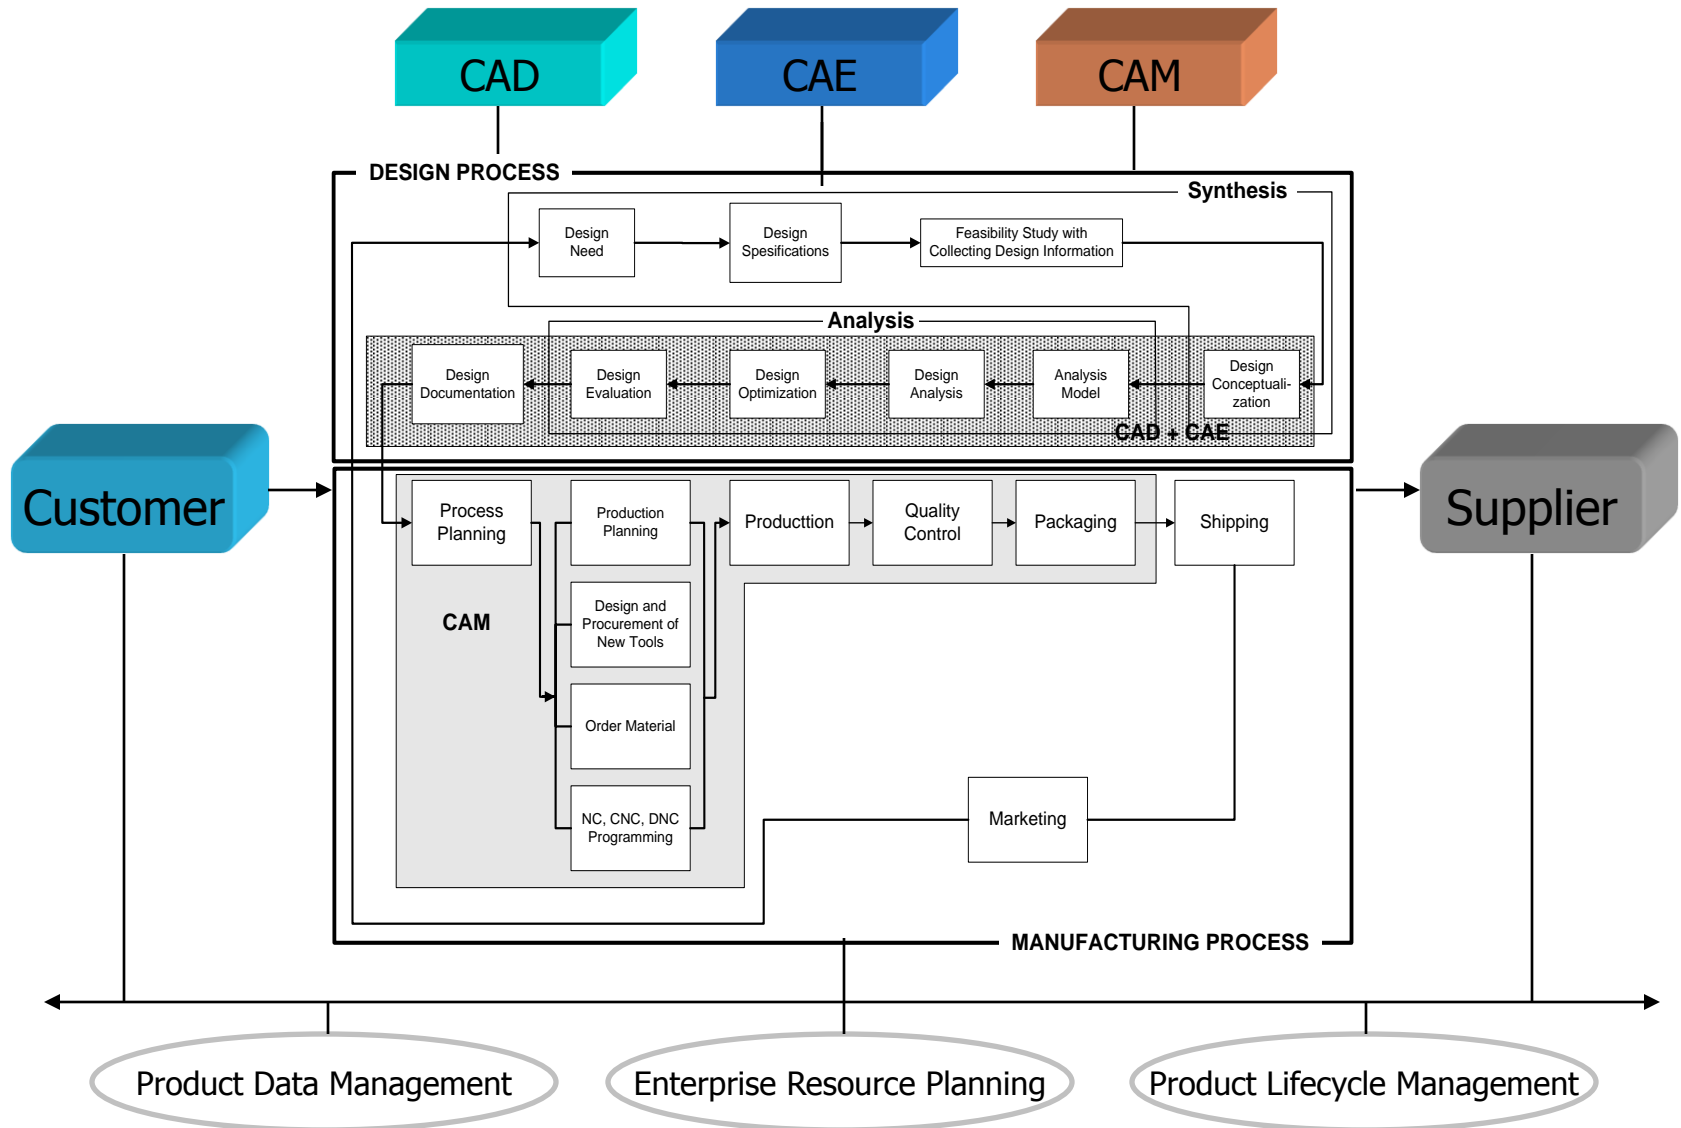 CAD
CAE
CAM
DESIGN PROCESS
Synthesis
Design
Need
Design
Spesifications
Feasibility Study with
Collecting Design Information
Analysis
Design
Documentation
Design
Evaluation
Design
Optimization
Design
Analysis
Analysis
Model
Design
Conceptuali-
zation
CAD + CAE
Customer
Supplier
Process
Planning
Production
Planning
Producttion
Quality
Control
Packaging
Shipping
CAM
Design and
Procurement of
New Tools
Order Material
NC, CNC, DNC
Programming
Marketing
MANUFACTURING PROCESS
Product Data Management
Enterprise Resource Planning
Product Lifecycle Management